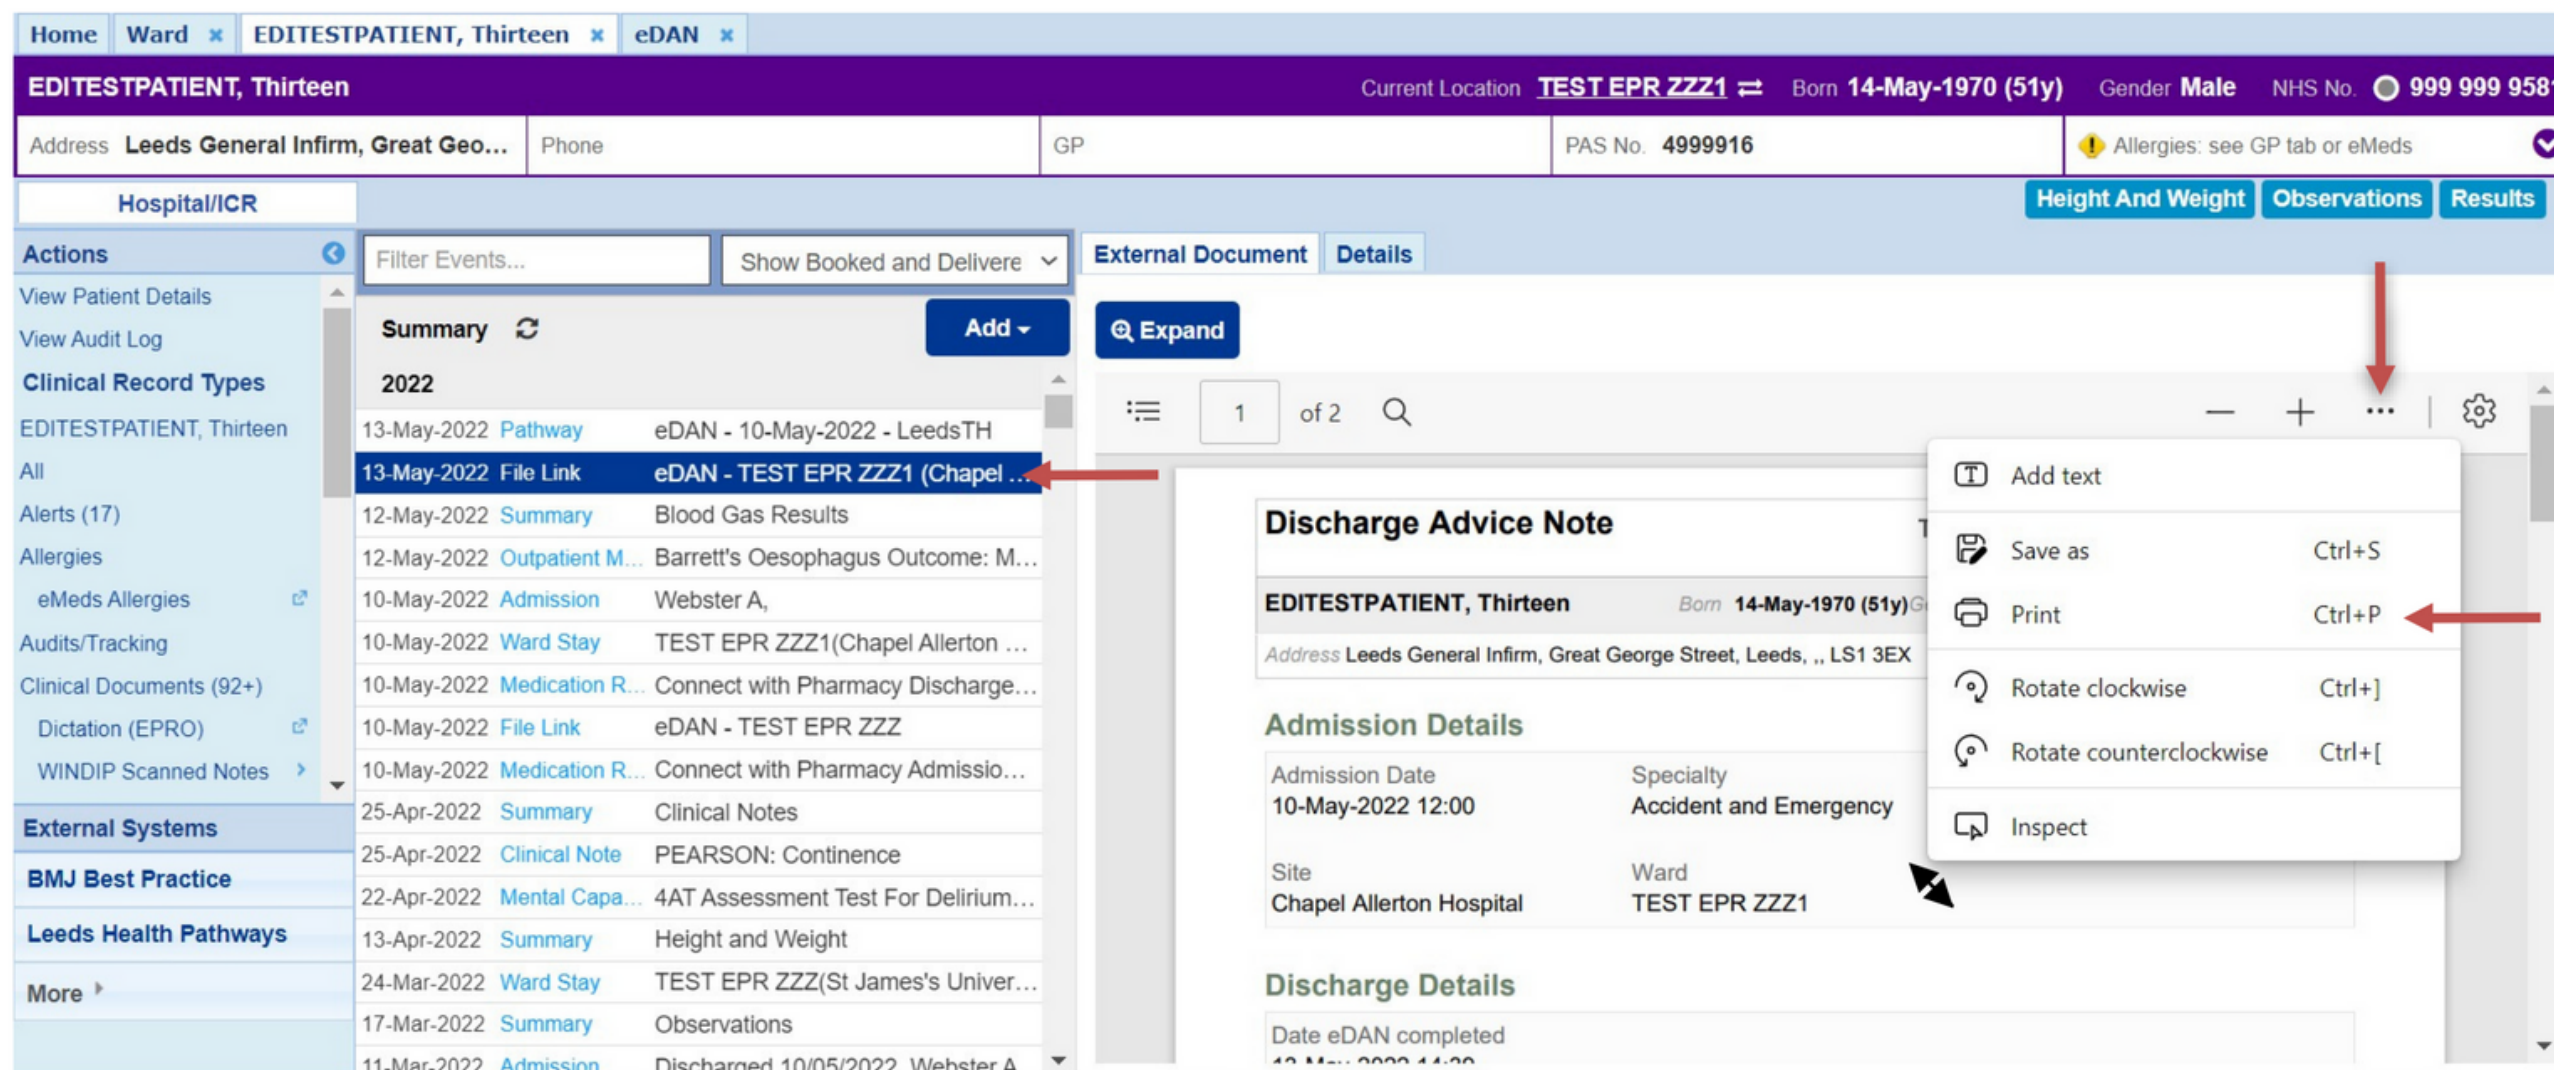 Home Ward × EDITESTPATIENT, Thirteen × eDAN ×
EDITESTPATIENT, Thirteen Current Location TEST EPR ZZZ1 Born 14-May-1970 (51y) Gender Male NHS No. 999 999 958
Address Leeds General Infirm, Great Geo... Phone GP PAS No. 4999916 Allergies: see GP tab or eMeds
Hospital/ICR Height And Weight Observations Results
Actions
View Patient Details
View Audit Log
Clinical Record Types
EDITESTPATIENT, Thirteen
All
Alerts (17)
Allergies
eMeds Allergies
Audits/Tracking
Clinical Documents (92+)
Dictation (EPRO)
WINDIP Scanned Notes
External Systems
BMJ Best Practice
Leeds Health Pathways
More
Filter Events... Show Booked and Delivere
Summary Add
2022
13-May-2022 Pathway eDAN - 10-May-2022 - LeedsTH
13-May-2022 File Link eDAN - TEST EPR ZZZ1 (Chapel ...
12-May-2022 Summary Blood Gas Results
12-May-2022 Outpatient M... Barrett's Oesophagus Outcome: M...
10-May-2022 Admission Webster A,
10-May-2022 Ward Stay TEST EPR ZZZ1(Chapel Allerton ...
10-May-2022 Medication R... Connect with Pharmacy Discharge...
10-May-2022 File Link eDAN - TEST EPR ZZZ
10-May-2022 Medication R... Connect with Pharmacy Admissio...
25-Apr-2022 Summary Clinical Notes
25-Apr-2022 Clinical Note PEARSON: Continence
22-Apr-2022 Mental Capa... 4AT Assessment Test For Delirium...
13-Apr-2022 Summary Height and Weight
24-Mar-2022 Ward Stay TEST EPR ZZZ(St James's Univer...
17-Mar-2022 Summary Observations
11-Mar-2022 Admission Discharged 10/05/2022 Webster A
External Document Details
Expand
1 of 2
Discharge Advice Note
EDITESTPATIENT, Thirteen Born 14-May-1970 (51y)
Address Leeds General Infirm, Great George Street, Leeds, ,, LS1 3EX
Admission Details
Admission Date Specialty
10-May-2022 12:00 Accident and Emergency
Site Ward
Chapel Allerton Hospital TEST EPR ZZZ1
Discharge Details
Date eDAN completed
Add text
Save as Ctrl+S
Print Ctrl+P
Rotate clockwise Ctrl+]
Rotate counterclockwise Ctrl+[
Inspect